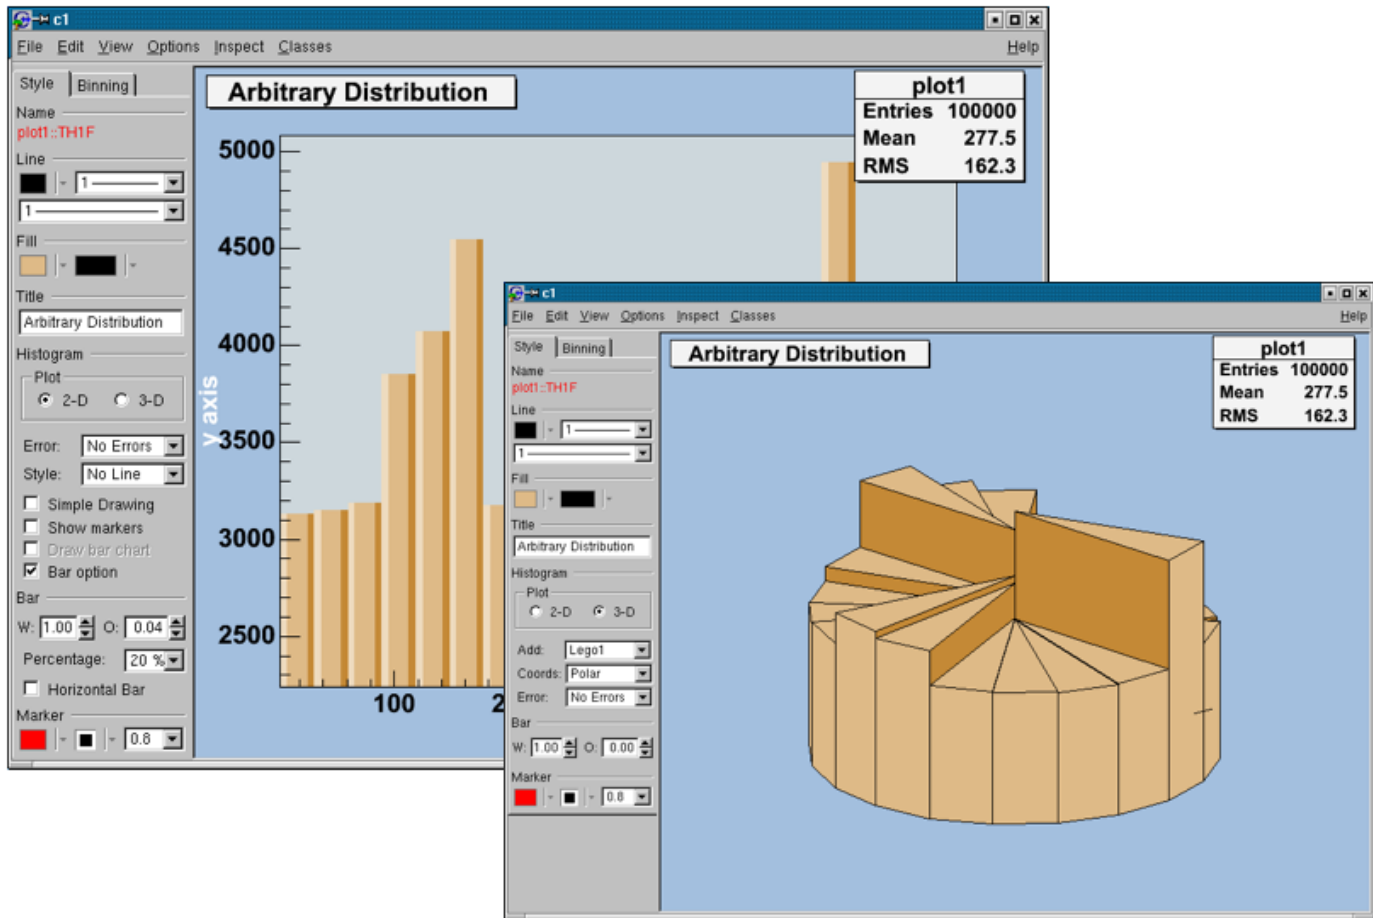 c1
File Edit View Options Inspect Classes Help
Style Binning
Name
plot1::TH1F
Line
1
1
Fill
Title
Arbitrary Distribution
Histogram
Plot
2-D 3-D
Error: No Errors
Style: No Line
Simple Drawing
Show markers
Draw bar chart
Bar option
Bar
W: 1.00 O: 0.04
Percentage: 20 %
Horizontal Bar
Marker
0.8
Arbitrary Distribution
plot1
Entries 100000
Mean 277.5
RMS 162.3
5000
4500
4000
3500
3000
2500
y axis
100
2
c1
File Edit View Options Inspect Classes Help
Style Binning
Name
plot1::TH1F
Line
1
1
Fill
Title
Arbitrary Distribution
Histogram
Plot
2-D 3-D
Add: Lego1
Coords: Polar
Error: No Errors
Bar
W: 1.00 O: 0.00
Marker
0.8
Arbitrary Distribution
plot1
Entries 100000
Mean 277.5
RMS 162.3